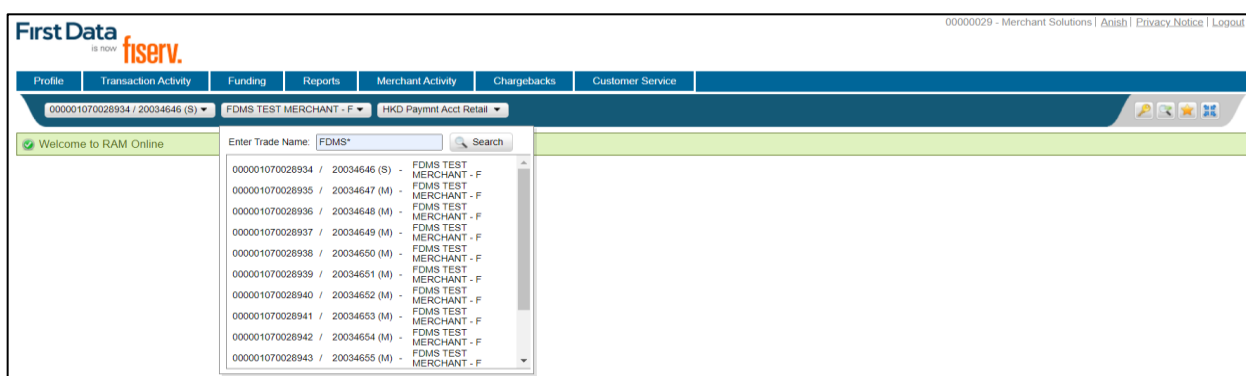 00000029 - Merchant Solutions | Anish | Privacy Notice | Logout
First Data
is now fiserv.
Profile Transaction Activity Funding Reports Merchant Activity Chargebacks Customer Service
000001070028934 / 20034646 (S) FDMS TEST MERCHANT - F HKD Paymnt Acct Retail
Welcome to RAM Online
Enter Trade Name: FDMS* Search
000001070028934 / 20034646 (S) - FDMS TEST
MERCHANT - F
000001070028935 / 20034647 (M) - FDMS TEST
MERCHANT - F
000001070028936 / 20034648 (M) - FDMS TEST
MERCHANT - F
000001070028937 / 20034649 (M) - FDMS TEST
MERCHANT - F
000001070028938 / 20034650 (M) - FDMS TEST
MERCHANT - F
000001070028939 / 20034651 (M) - FDMS TEST
MERCHANT - F
000001070028940 / 20034652 (M) - FDMS TEST
MERCHANT - F
000001070028941 / 20034653 (M) - FDMS TEST
MERCHANT - F
000001070028942 / 20034654 (M) - FDMS TEST
MERCHANT - F
000001070028943 / 20034655 (M) - FDMS TEST
MERCHANT - F